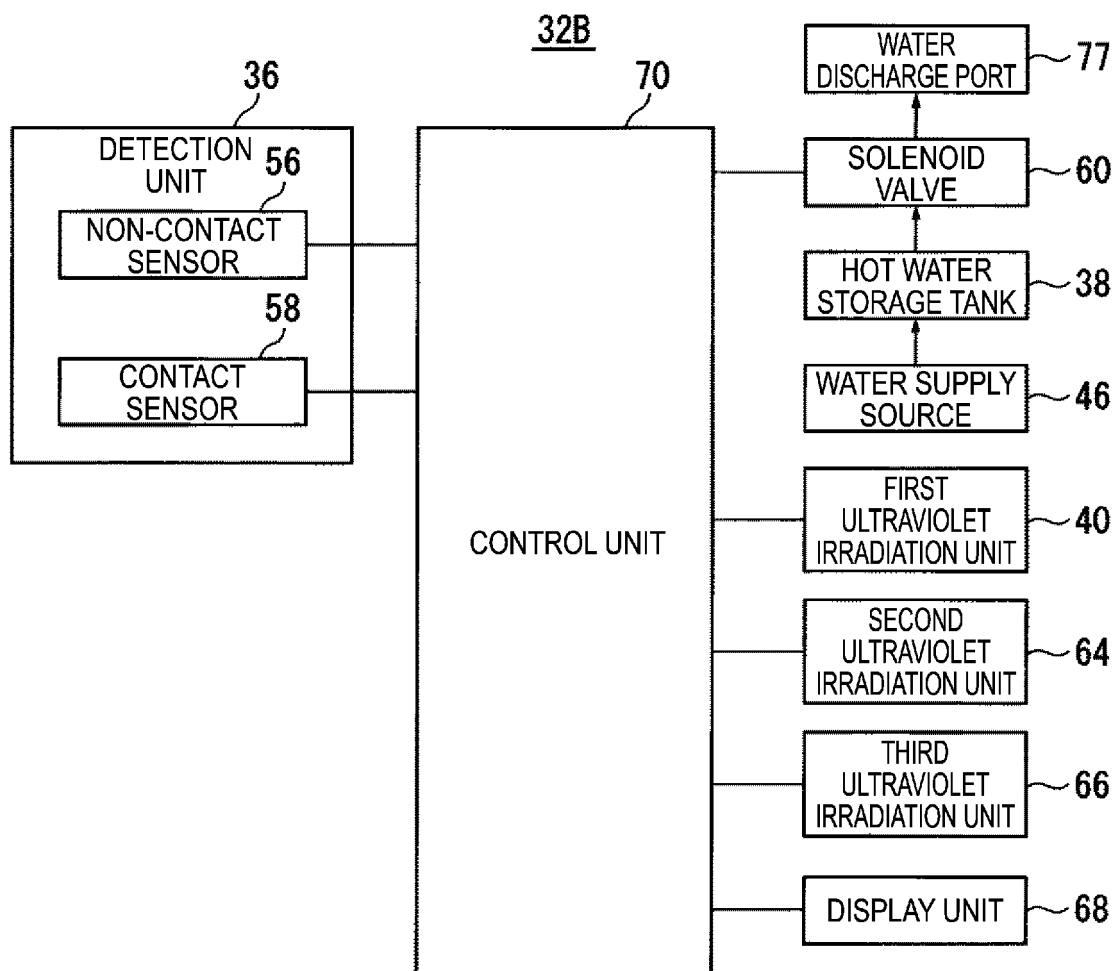 32B
36
DETECTION
UNIT
56
NON-CONTACT
SENSOR
58
CONTACT
SENSOR
70
CONTROL UNIT
WATER
DISCHARGE PORT
77
SOLENOID
VALVE
60
HOT WATER
STORAGE TANK
38
WATER SUPPLY
SOURCE
46
FIRST
ULTRAVIOLET
IRRADIATION UNIT
40
SECOND
ULTRAVIOLET
IRRADIATION UNIT
64
THIRD
ULTRAVIOLET
IRRADIATION UNIT
66
DISPLAY UNIT
68